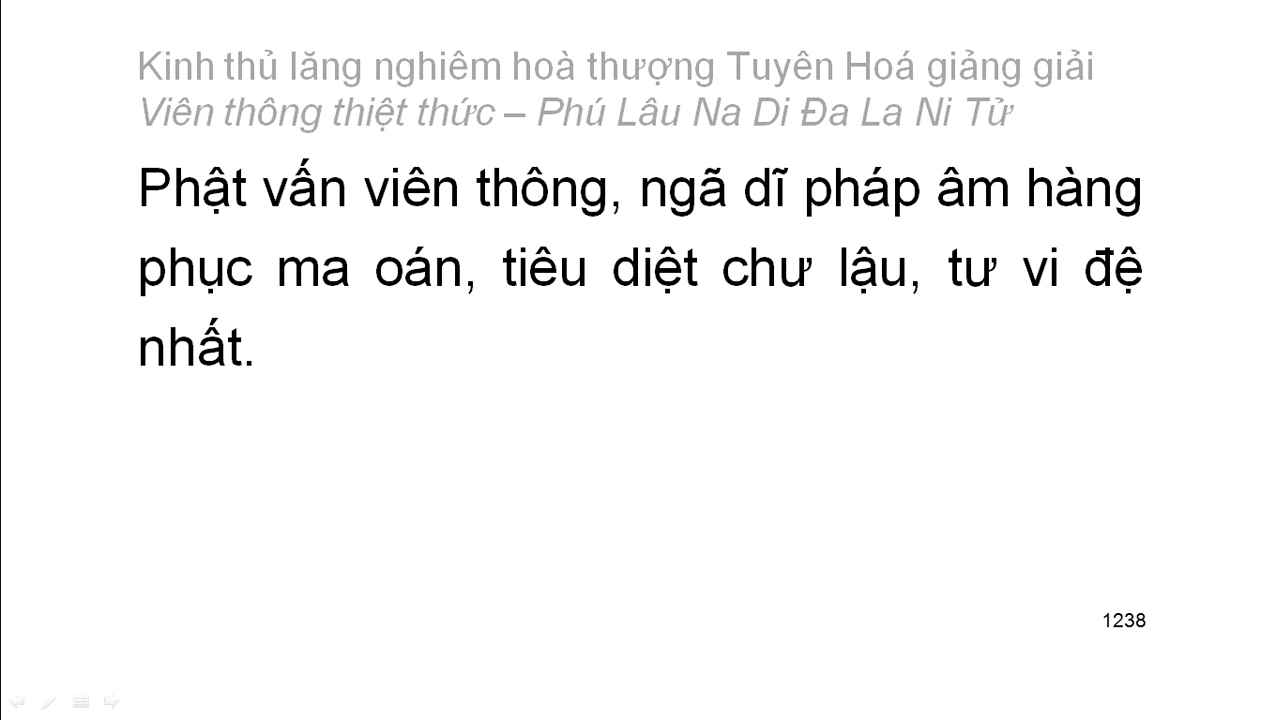 Kinh thủ lăng nghiêm hoà thượng Tuyên Hoá giảng giải
Viên thông thiệt thức – Phú Lâu Na Di Đa La Ni Tử
Phật vấn viên thông, ngã dĩ pháp âm hàng
phục ma oán, tiêu diệt chư lậu, tư vi đệ
nhất.
1238